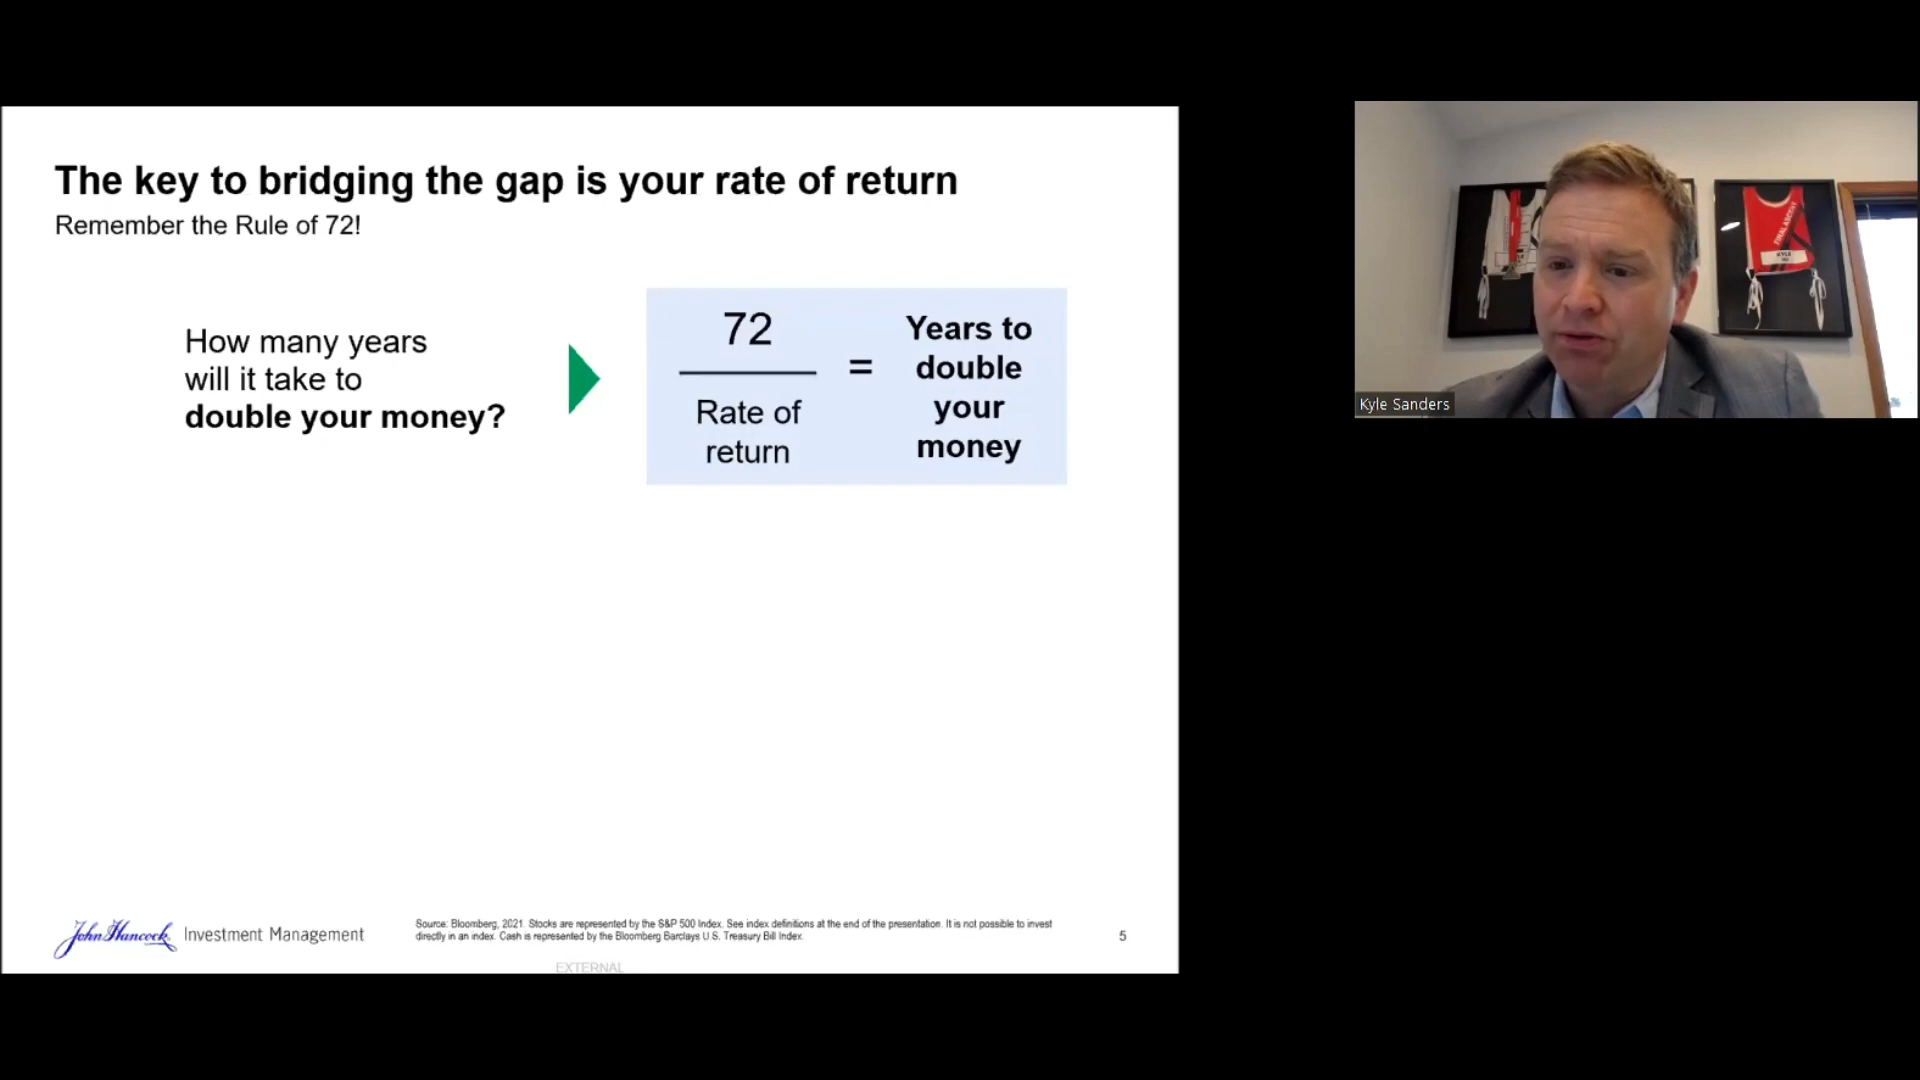 The key to bridging the gap is your rate of return
Remember the Rule of 72!
How many years
will it take to
double your money?
72
Rate of
return
=
Years to
double
your
money
John Hancock Investment Management
Source: Bloomberg, 2021. Stocks are represented by the S&P 500 Index. See index definitions at the end of the presentation. It is not possible to invest
directly in an index. Cash is represented by the Bloomberg Barclays U.S. Treasury Bill Index.
5
EXTERNAL
FINAL ASCENT
KYLE
Kyle Sanders